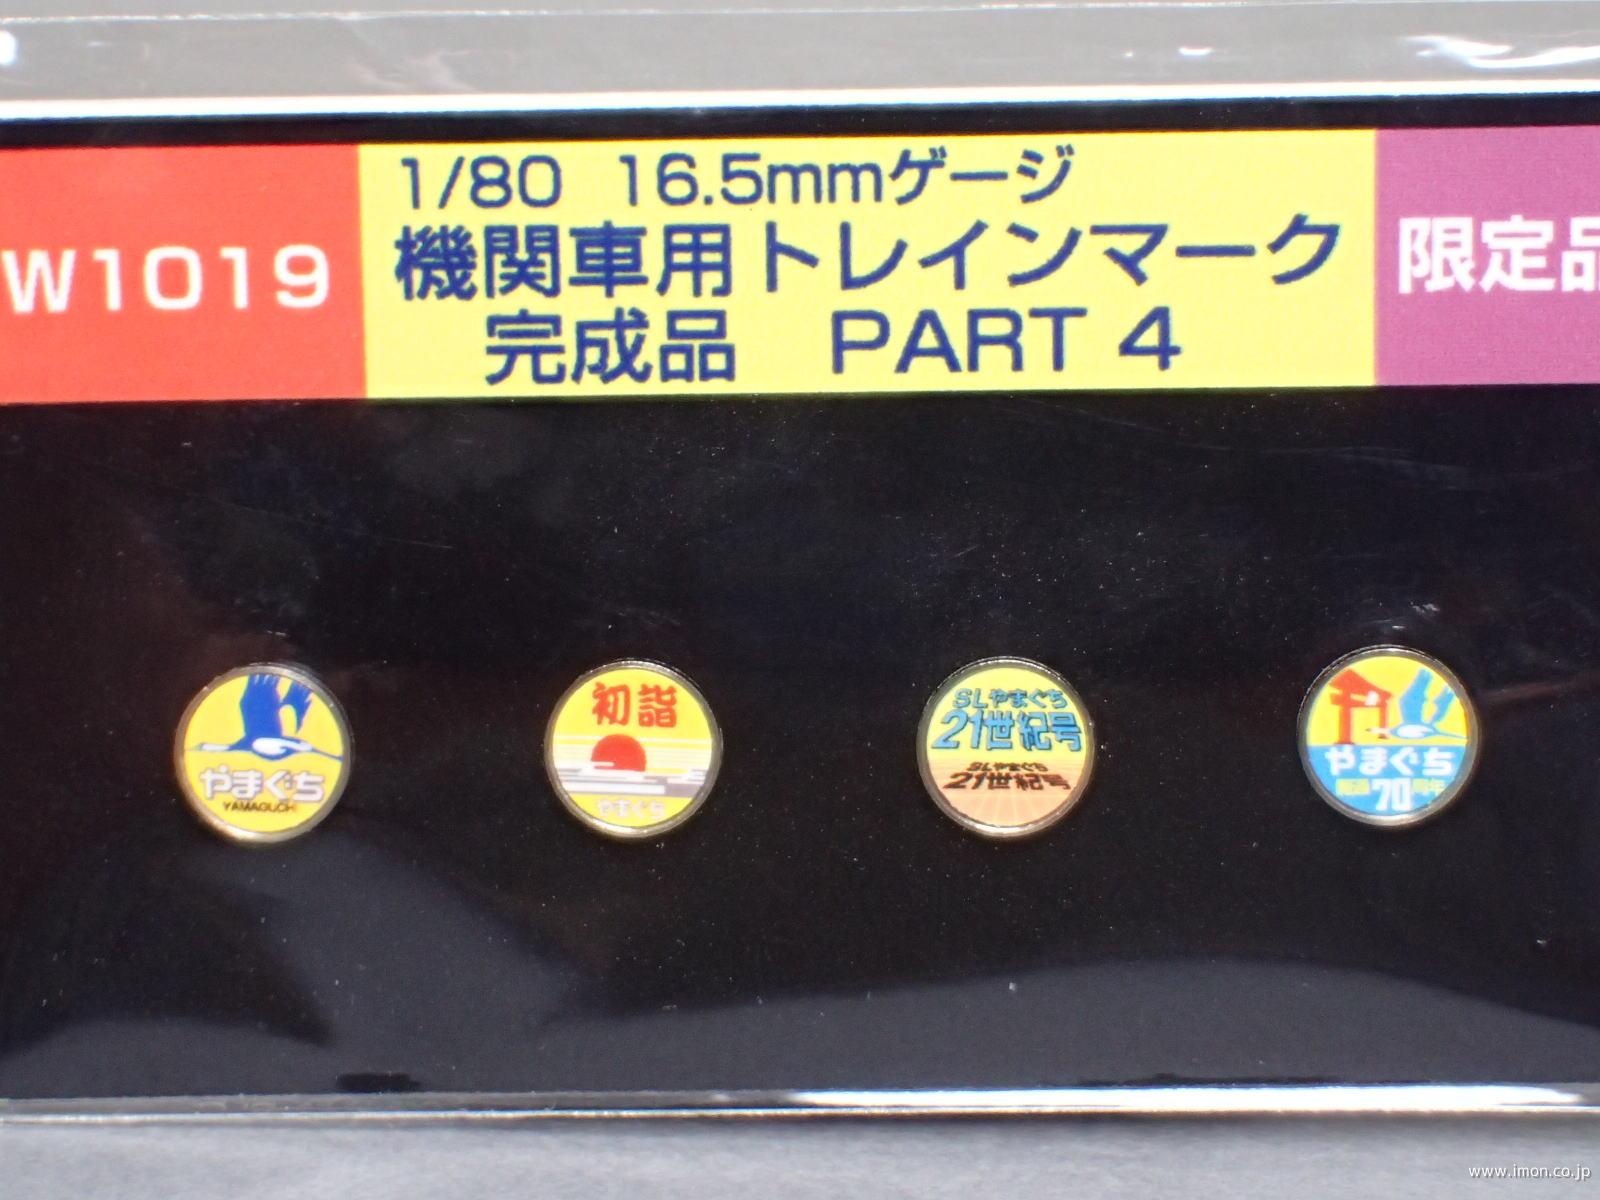 W1019
1/80 16.5mmゲージ
機関車用トレインマーク
完成品 PART 4
限定品
やまぐち
YAMAGUCHI
初詣
やまぐち
SLやまぐち
21世紀号
SLやまぐち
21世紀号
やまぐち
70周年
www.imon.co.jp